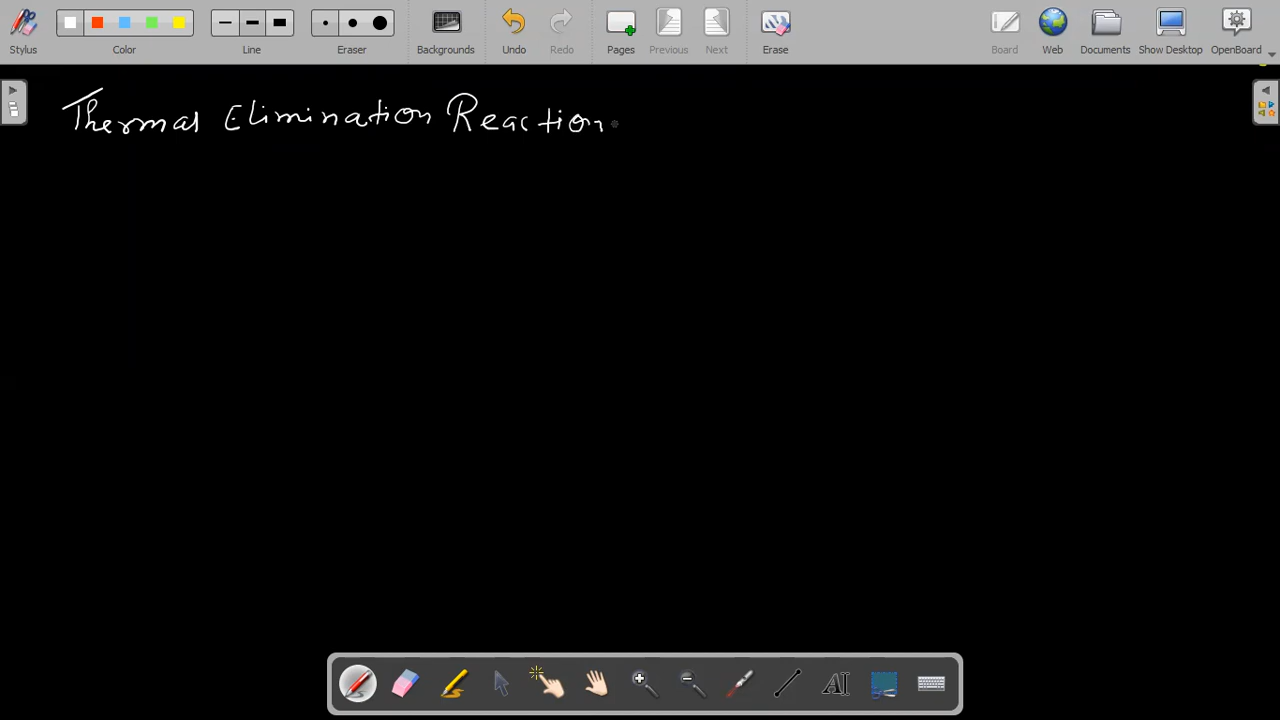 Stylus Color Line Eraser Backgrounds Undo Redo Pages Previous Next Erase Board Web Documents Show Desktop OpenBoard
Thermal Elimination Reaction
AI